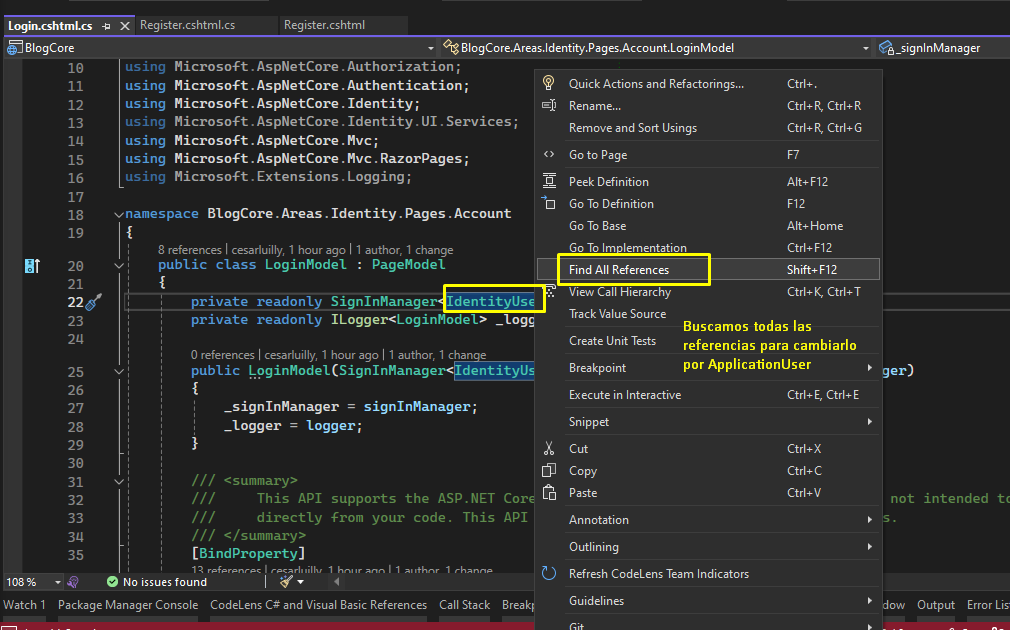 Login.cshtml.cs
Register.cshtml.cs
Register.cshtml
BlogCore
BlogCore.Areas.Identity.Pages.Account.LoginModel
_signInManager
10 using Microsoft.AspNetCore.Authorization;
11 using Microsoft.AspNetCore.Authentication;
12 using Microsoft.AspNetCore.Identity;
13 using Microsoft.AspNetCore.Identity.UI.Services;
14 using Microsoft.AspNetCore.Mvc;
15 using Microsoft.AspNetCore.Mvc.RazorPages;
16 using Microsoft.Extensions.Logging;
17
18 namespace BlogCore.Areas.Identity.Pages.Account
19 {
8 references | cesarluilly, 1 hour ago | 1 author, 1 change
20 public class LoginModel : PageModel
21 {
22 private readonly SignInManager<IdentityUse
23 private readonly ILogger<LoginModel> _logg
24
0 references | cesarluilly, 1 hour ago | 1 author, 1 change
25 public LoginModel(SignInManager<IdentityUs
ger)
26 {
27 _signInManager = signInManager;
28 _logger = logger;
29 }
30
31 /// <summary>
32 /// This API supports the ASP.NET Core
not intended to
33 /// directly from your code. This API
s.
34 /// </summary>
35 [BindProperty]
13 references | cesarluilly, 1 hour ago | 1 author, 1 change
Quick Actions and Refactorings... Ctrl+.
Rename... Ctrl+R, Ctrl+R
Remove and Sort Usings Ctrl+R, Ctrl+G
Go to Page F7
Peek Definition Alt+F12
Go To Definition F12
Go To Base Alt+Home
Go To Implementation Ctrl+F12
Find All References Shift+F12
View Call Hierarchy Ctrl+K, Ctrl+T
Track Value Source
Create Unit Tests
Breakpoint
Execute in Interactive Ctrl+E, Ctrl+E
Snippet
Cut Ctrl+X
Copy Ctrl+C
Paste Ctrl+V
Annotation
Outlining
Refresh CodeLens Team Indicators
Guidelines
Git
Buscamos todas las
referencias para cambiarlo
por ApplicationUser
108 %
No issues found
Watch 1 Package Manager Console CodeLens C# and Visual Basic References Call Stack Breakp
dow Output Error Lis